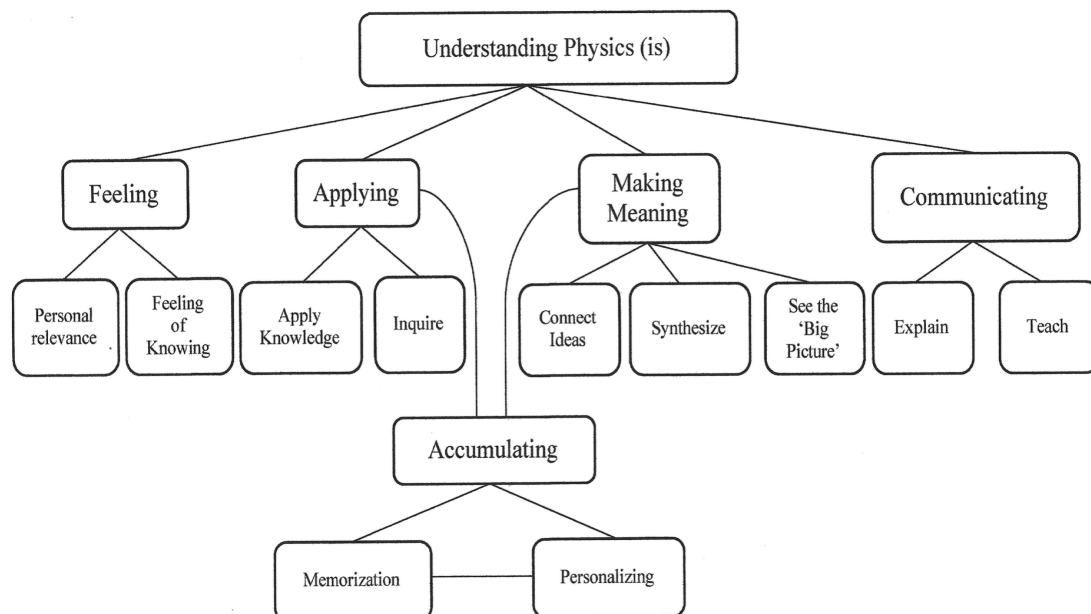 Understanding Physics (is)
Feeling
Applying
Making
Meaning
Communicating
Personal
relevance
Feeling
of
Knowing
Apply
Knowledge
Inquire
Connect
Ideas
Synthesize
See the
'Big
Picture'
Explain
Teach
Accumulating
Memorization
Personalizing